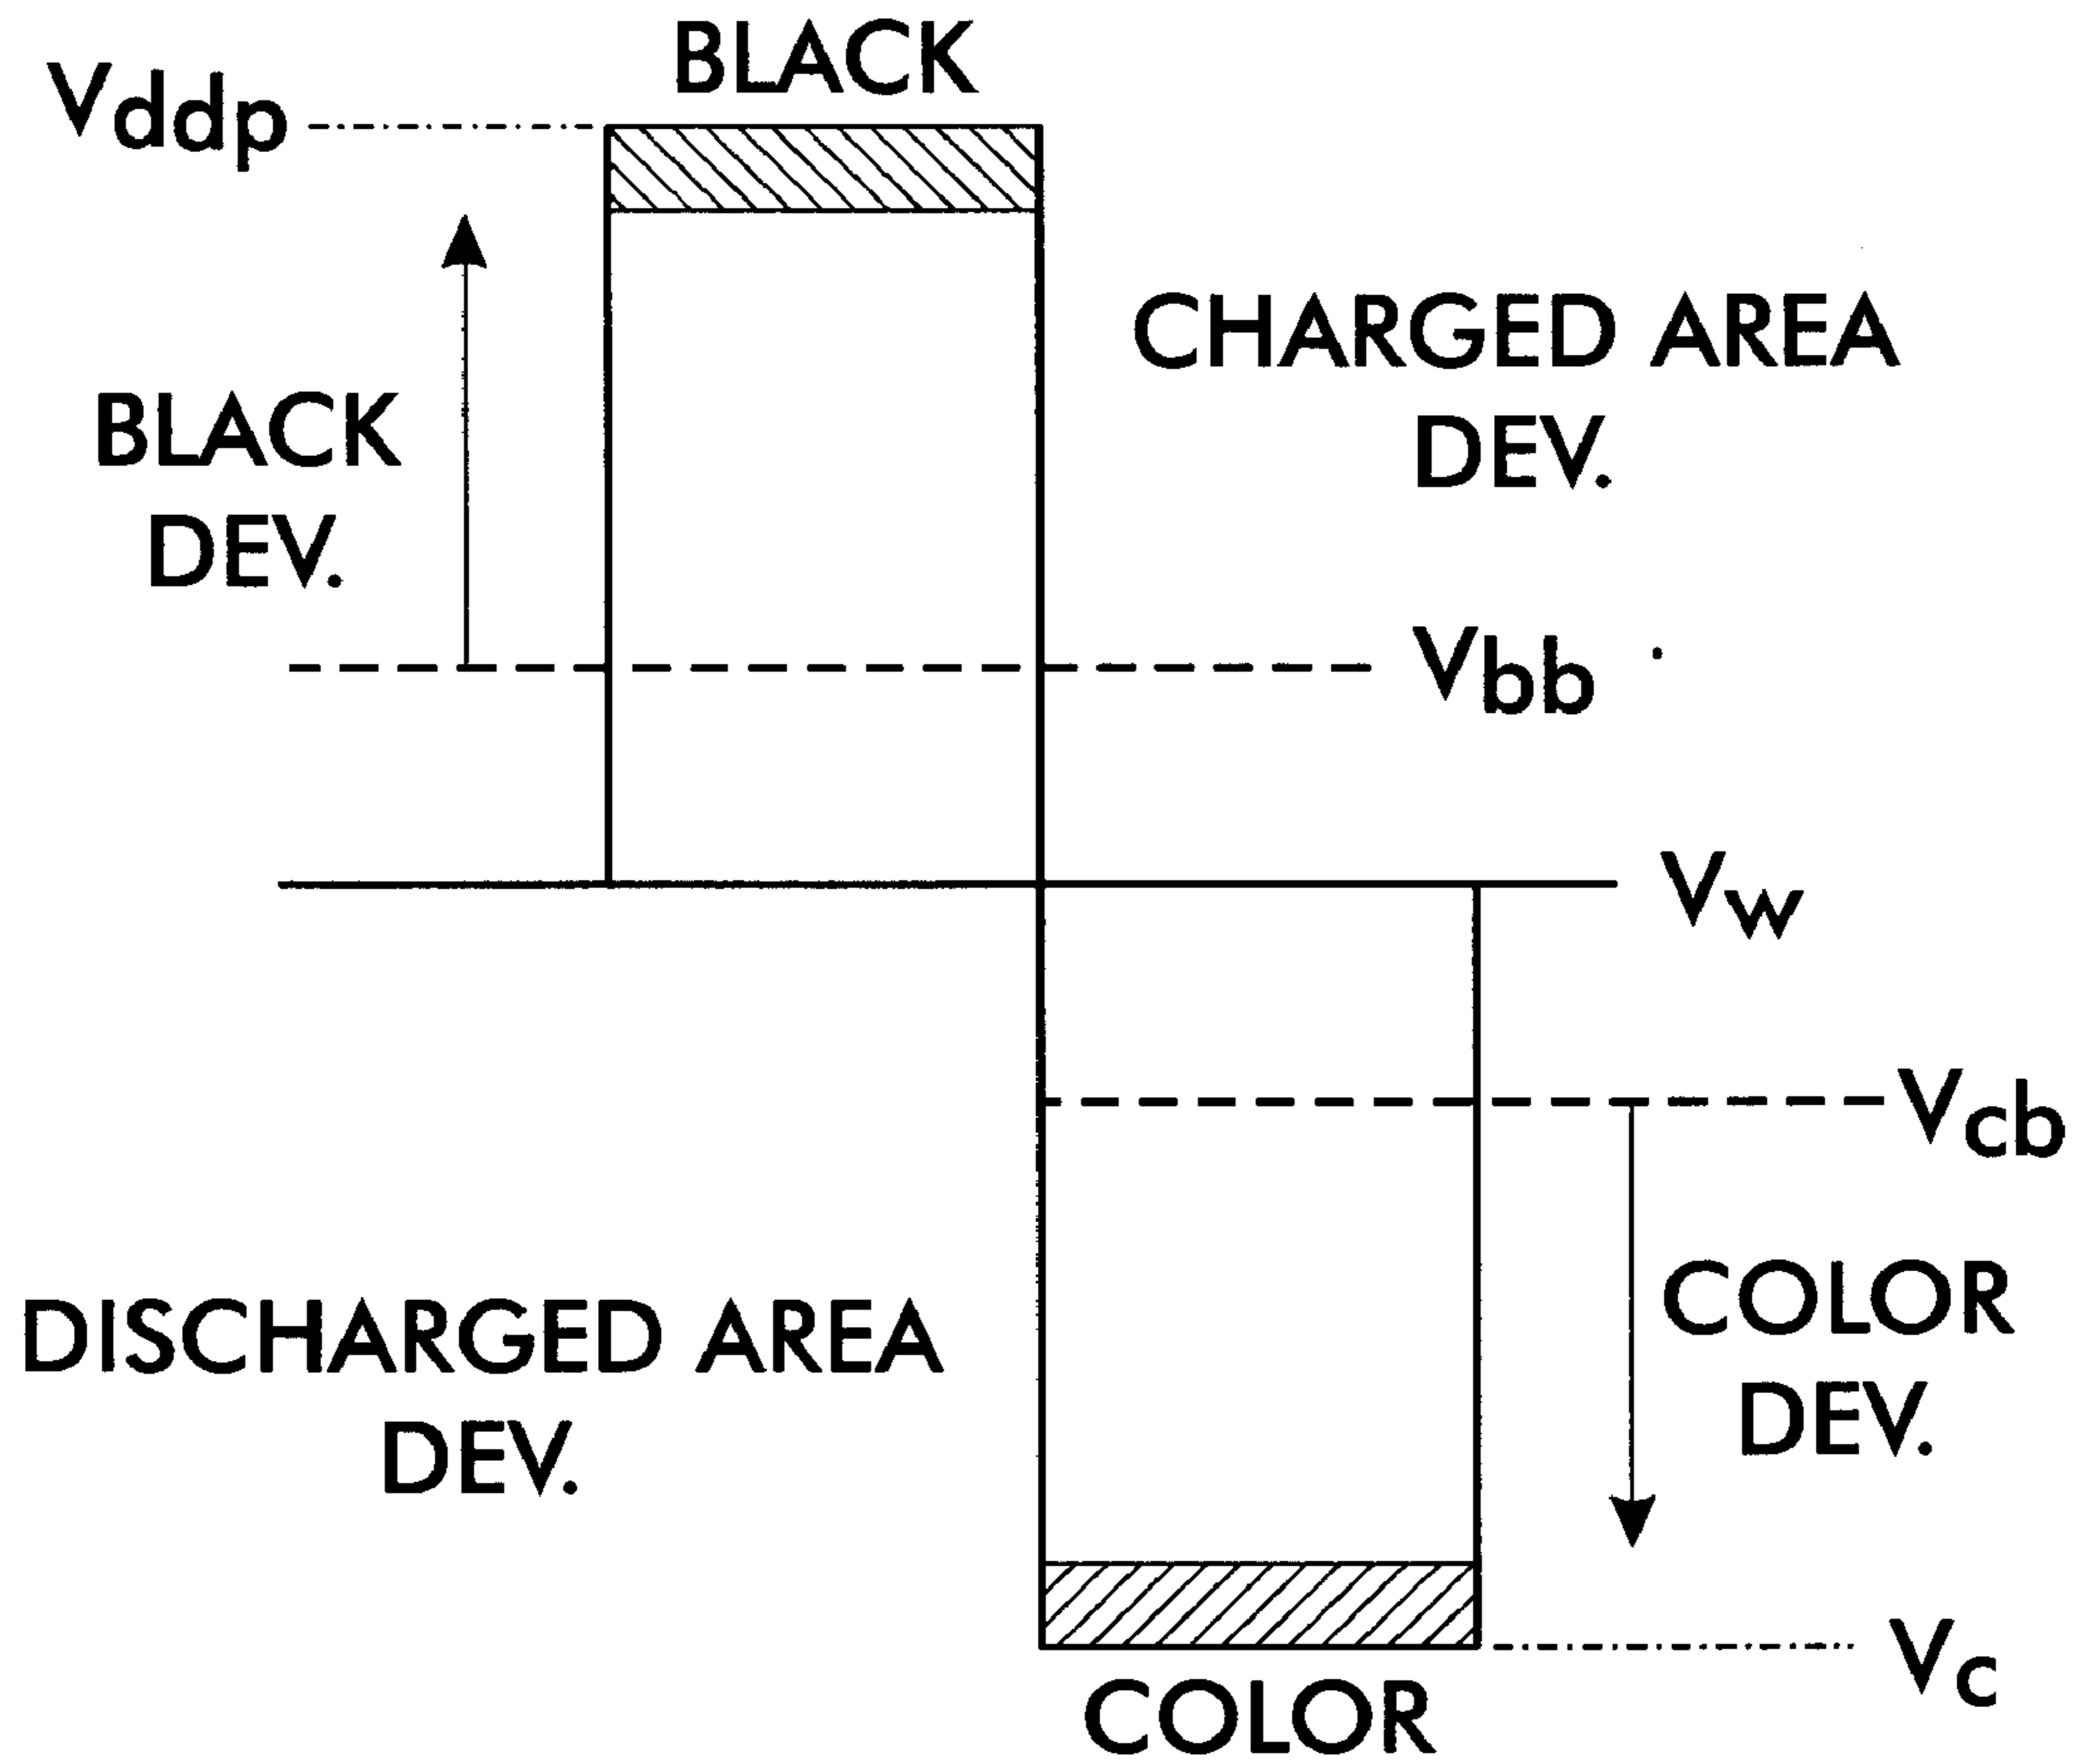 BLACK
Vddp
CHARGED AREA
DEV.
BLACK
DEV.
Vbb
Vw
Vcb
DISCHARGED AREA
DEV.
COLOR
DEV.
Vc
COLOR